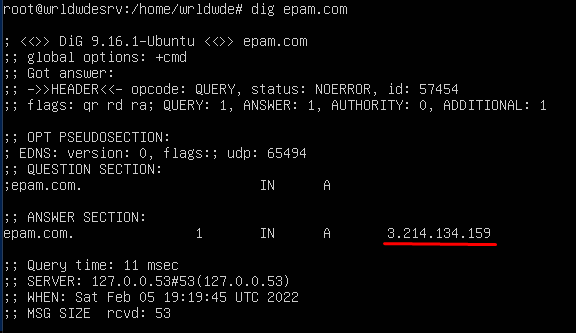 root@wrldwdesrv:/home/wrldwde# dig epam.com
; <<>> DiG 9.16.1-Ubuntu <<>> epam.com
;; global options: +cmd
;; Got answer:
;; ->>HEADER<<- opcode: QUERY, status: NOERROR, id: 57454
;; flags: qr rd ra; QUERY: 1, ANSWER: 1, AUTHORITY: 0, ADDITIONAL: 1
;; OPT PSEUDOSECTION:
; EDNS: version: 0, flags:; udp: 65494
;; QUESTION SECTION:
;epam.com. IN A
;; ANSWER SECTION:
epam.com. 1 IN A 3.214.134.159
;; Query time: 11 msec
;; SERVER: 127.0.0.53#53(127.0.0.53)
;; WHEN: Sat Feb 05 19:19:45 UTC 2022
;; MSG SIZE rcvd: 53